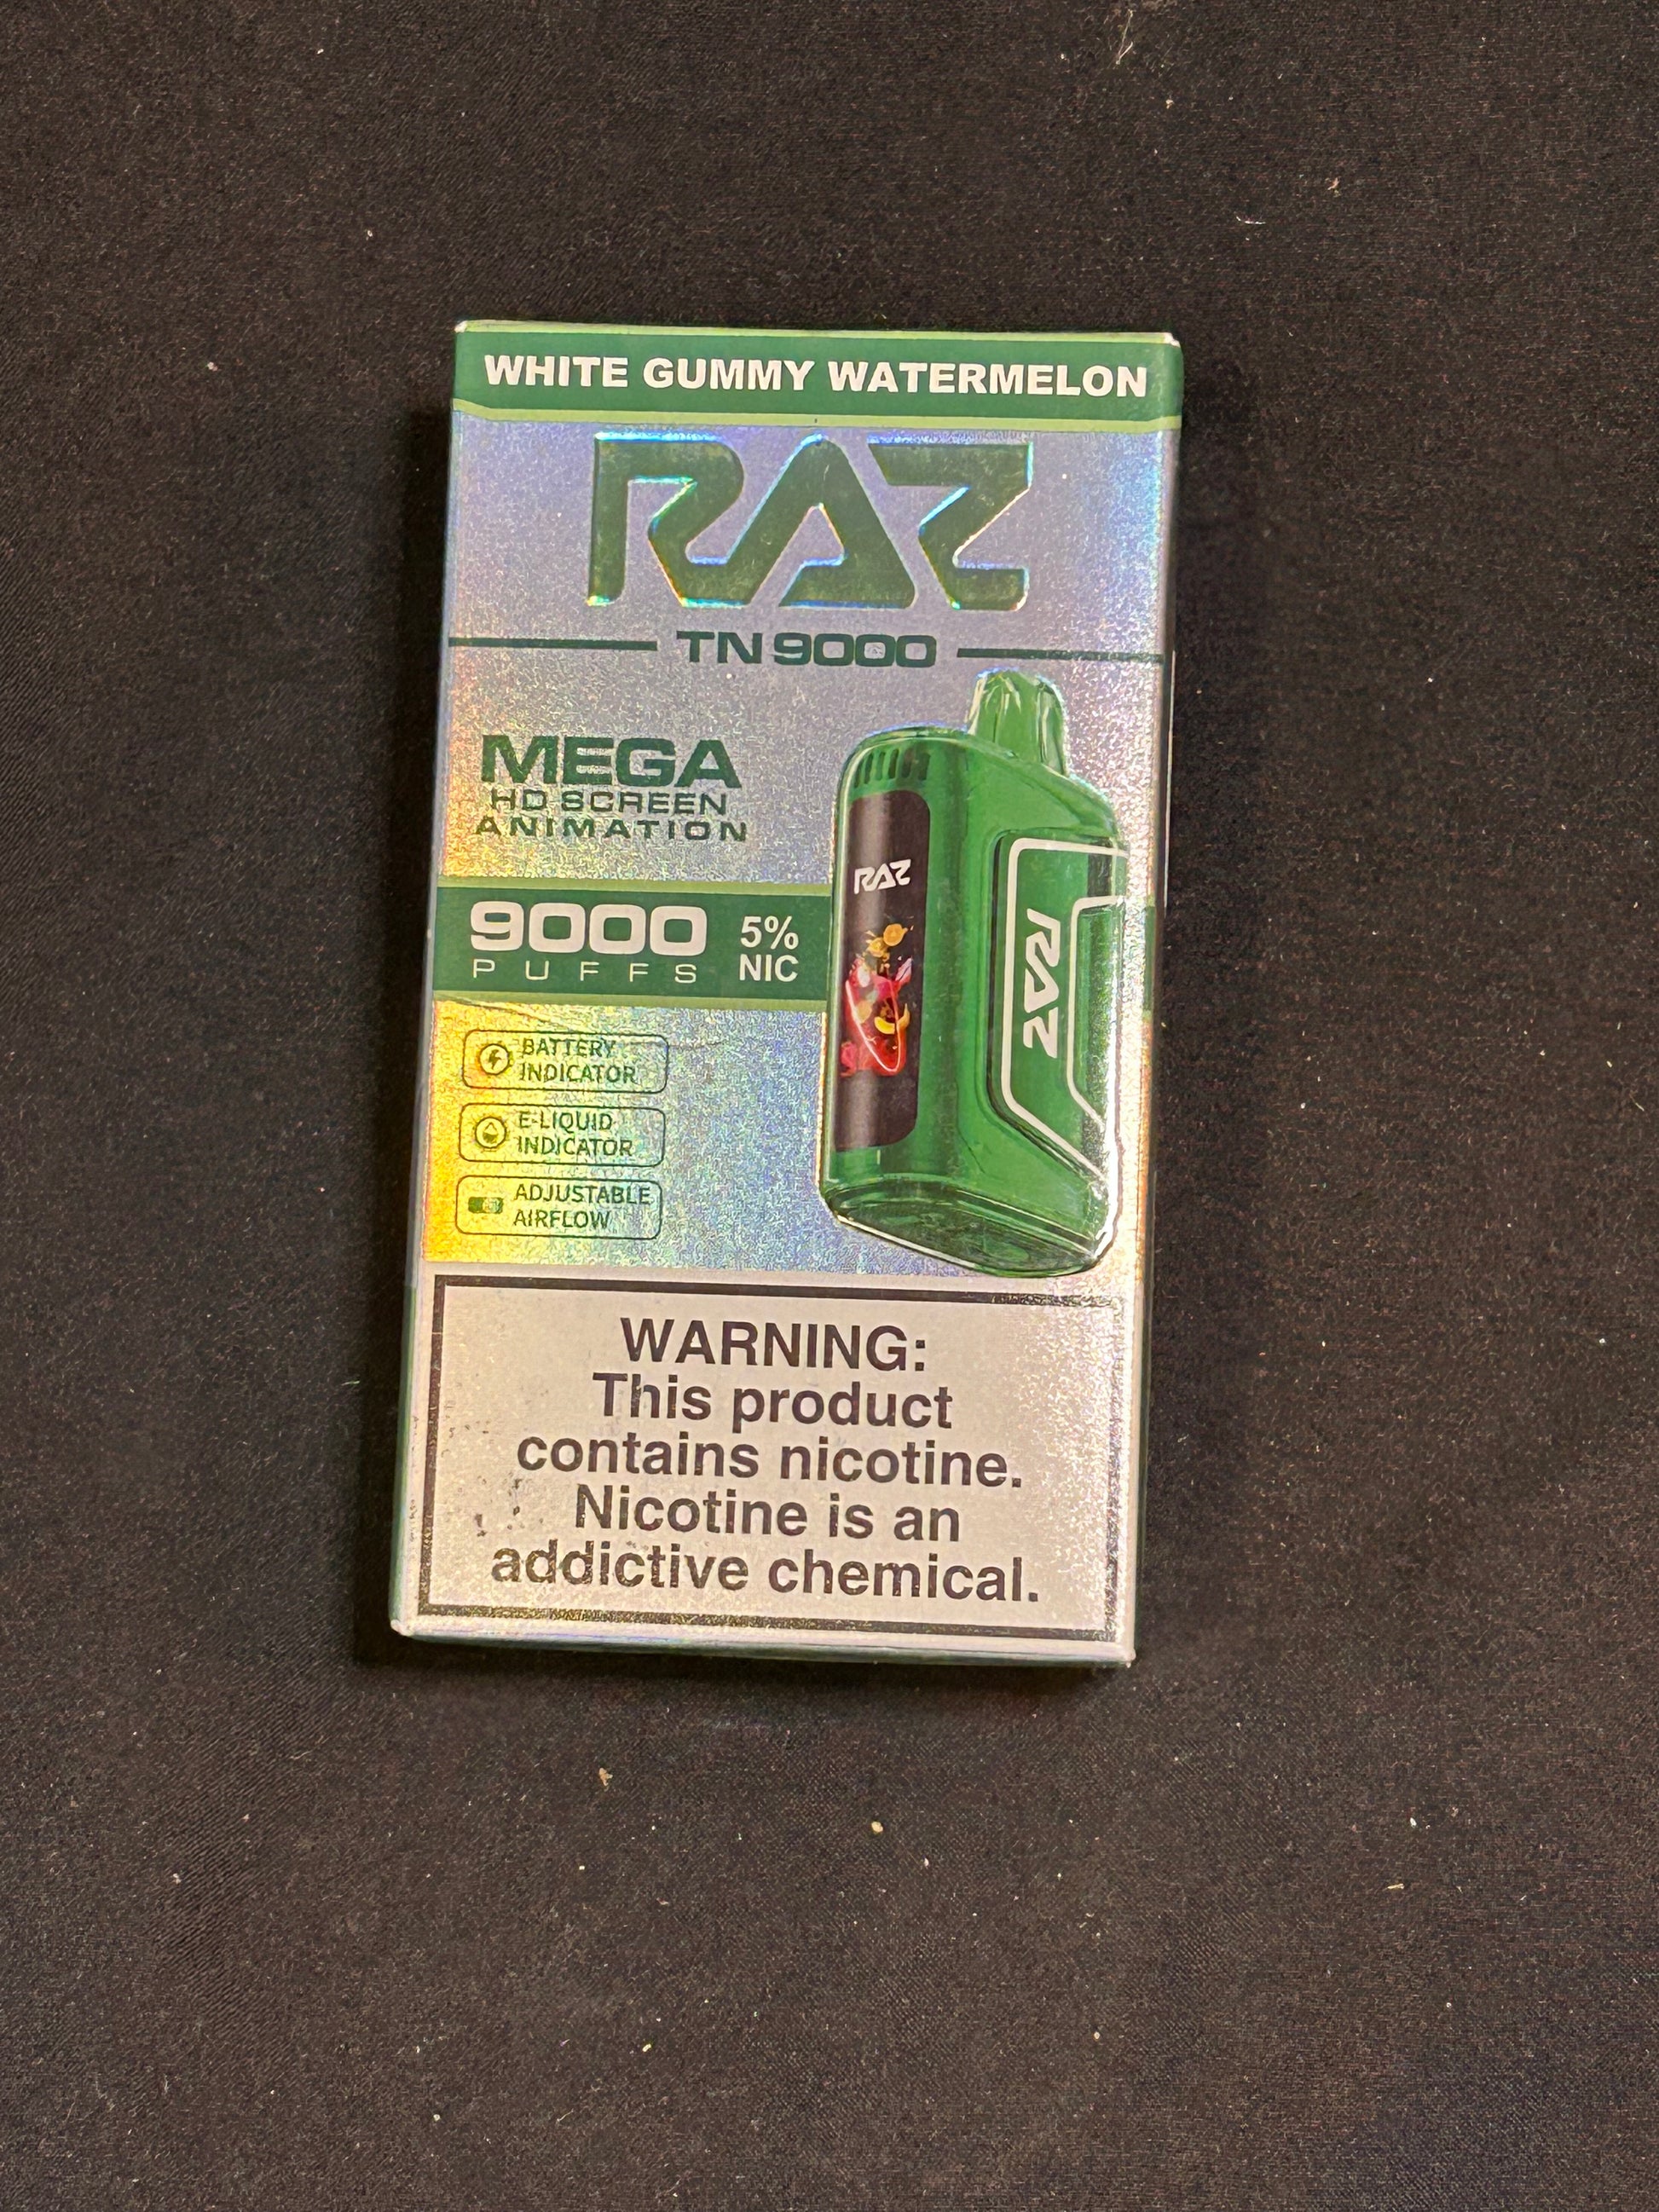 WHITE GUMMY WATERMELON
RAZ
TN 9000
MEGA
HD SCREEN
ANIMATION
9000
PUFFS
5%
NIC
RAZ
RAZ
BATTERY
INDICATOR
E-LIQUID
INDICATOR
ADJUSTABLE
AIRFLOW
WARNING:
This product
contains nicotine.
Nicotine is an
addictive chemical.